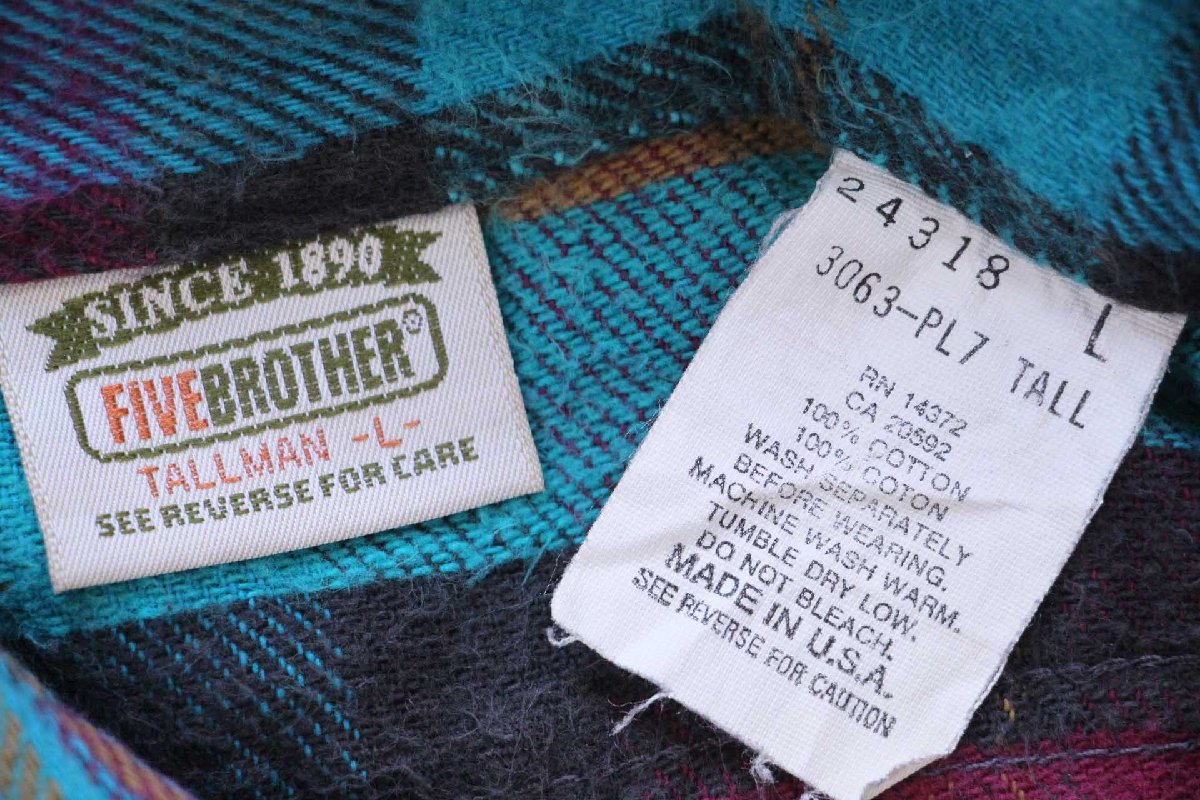 SINCE 1890
FIVEBROTHER®
TALLMAN -L-
SEE REVERSE FOR CARE
24318 L
3063-PL7 TALL
RN 14372
CA 20592
100% COTTON
100% COTON
WASH SEPARATELY
BEFORE WEARING.
MACHINE WASH WARM.
TUMBLE DRY LOW.
DO NOT BLEACH.
MADE IN U.S.A.
SEE REVERSE FOR CAUTION